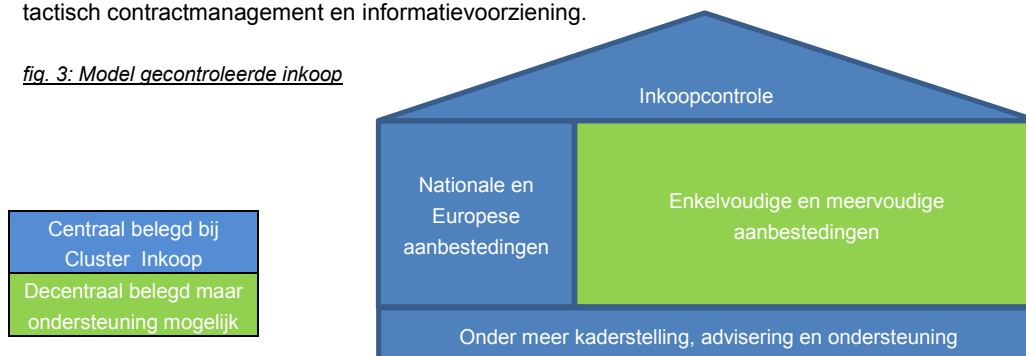 tactisch contractmanagement en informatievoorziening.
fig. 3: Model gecontroleerde inkoop
Inkoopcontrole
Nationale en
Europese
aanbestedingen
Enkelvoudige en meervoudige
aanbestedingen
Centraal belegd bij
Cluster Inkoop
Decentraal belegd maar
ondersteuning mogelijk
Onder meer kaderstelling, advisering en ondersteuning